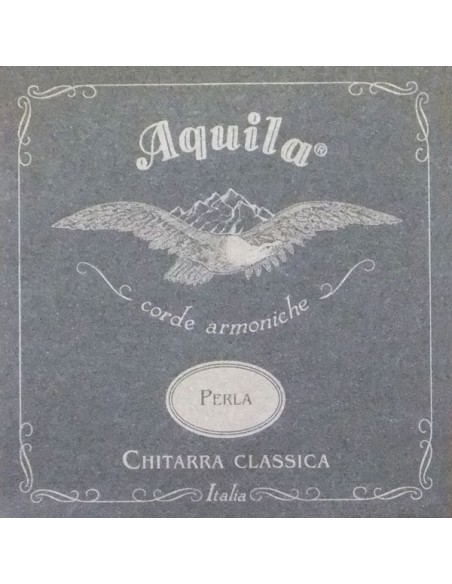 Aquila®
corde armoniche
PERLA
CHITARRA CLASSICA
Italia